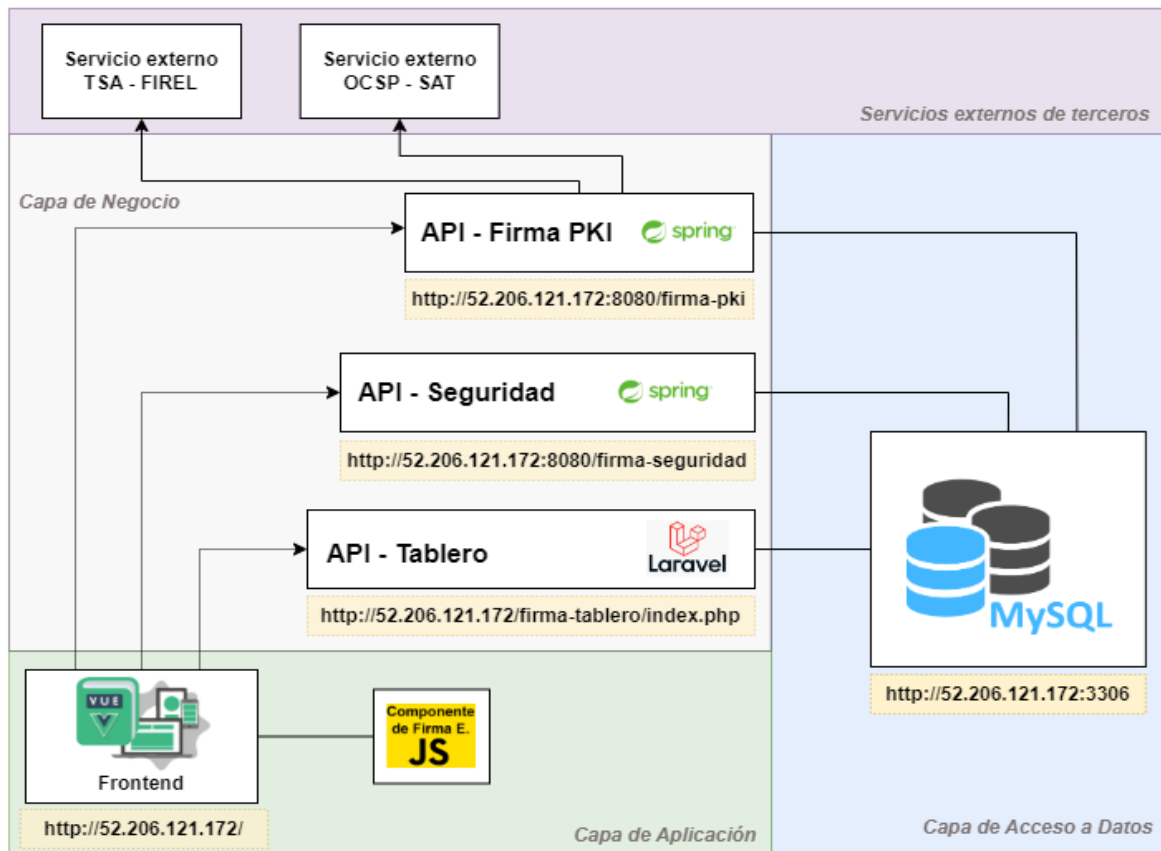 Servicio externo
TSA - FIREL
Servicio externo
OCSP - SAT
Servicios externos de terceros
Capa de Negocio
API - Firma PKI
spring
http://52.206.121.172:8080/firma-pki
API - Seguridad
spring
http://52.206.121.172:8080/firma-seguridad
API - Tablero
Laravel
http://52.206.121.172/firma-tablero/index.php
MySQL
http://52.206.121.172:3306
VUE
Frontend
http://52.206.121.172/
Componente
de Firma E.
JS
Capa de Aplicación
Capa de Acceso a Datos